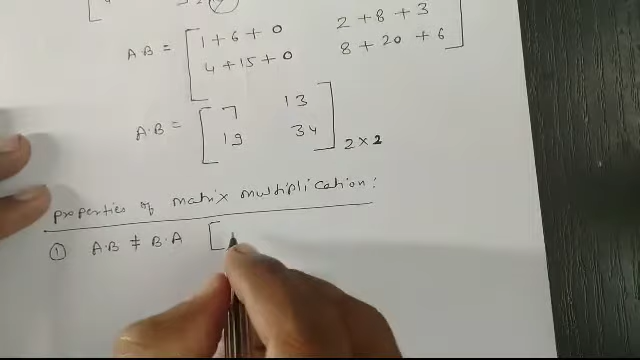 A·B = [ 1 + 6 + 0 2 + 8 + 3
4 + 15 + 0 8 + 20 + 6 ]
A·B = [ 7 13
19 34 ] 2 × 2
Properties of matrix multiplication:
① A·B ≠ B·A [